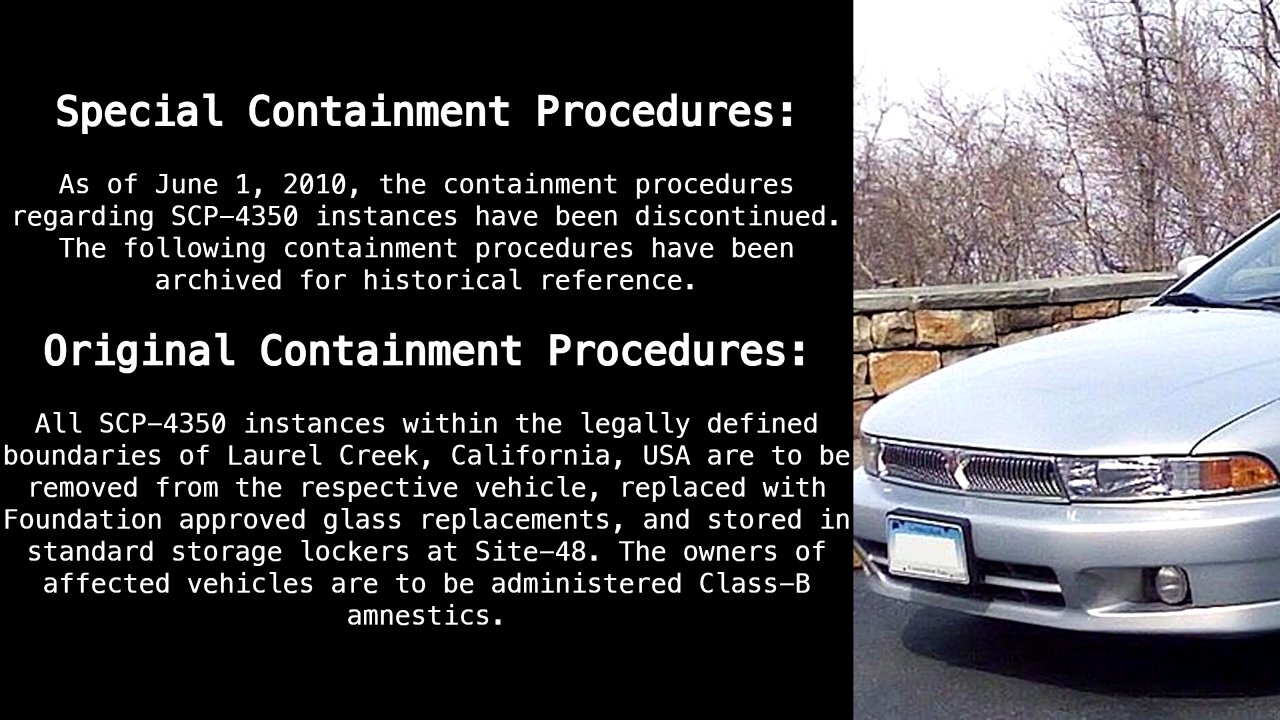 Special Containment Procedures:
As of June 1, 2010, the containment procedures
regarding SCP–4350 instances have been discontinued.
The following containment procedures have been
archived for historical reference.
Original Containment Procedures:
All SCP–4350 instances within the legally defined
boundaries of Laurel Creek, California, USA are to be
removed from the respective vehicle, replaced with
Foundation approved glass replacements, and stored in
standard storage lockers at Site–48. The owners of
affected vehicles are to be administered Class–B
amnestics.